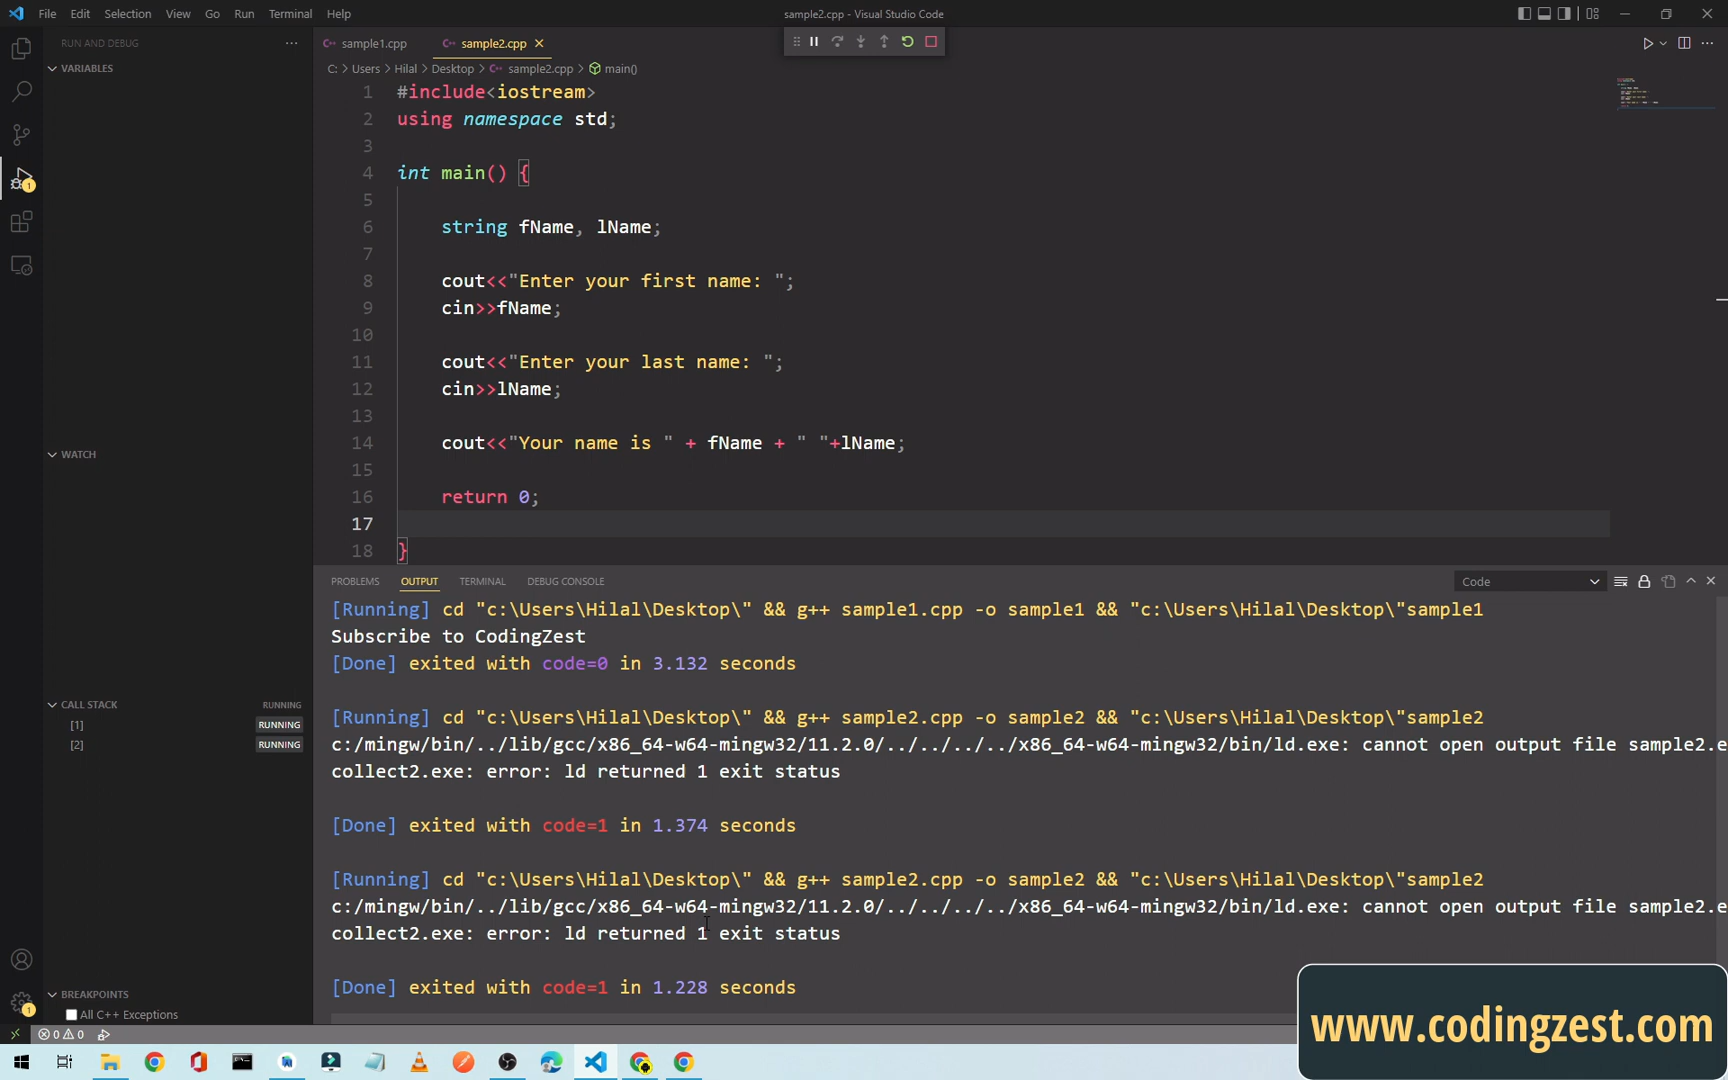 File Edit Selection View Go Run Terminal Help
sample2.cpp - Visual Studio Code
RUN AND DEBUG
sample1.cpp
sample2.cpp
VARIABLES
C: > Users > Hilal > Desktop > sample2.cpp > main()
1 #include<iostream>
2 using namespace std;
3
4 int main() {
5
6 string fName, lName;
7
8 cout<<"Enter your first name: ";
9 cin>>fName;
10
11 cout<<"Enter your last name: ";
12 cin>>lName;
13
14 cout<<"Your name is " + fName + " "+lName;
15
16 return 0;
17
18 }
WATCH
CALL STACK RUNNING
[1] RUNNING
[2] RUNNING
BREAKPOINTS
All C++ Exceptions
PROBLEMS OUTPUT TERMINAL DEBUG CONSOLE
Code
[Running] cd "c:\Users\Hilal\Desktop\" && g++ sample1.cpp -o sample1 && "c:\Users\Hilal\Desktop\"sample1
Subscribe to CodingZest
[Done] exited with code=0 in 3.132 seconds
[Running] cd "c:\Users\Hilal\Desktop\" && g++ sample2.cpp -o sample2 && "c:\Users\Hilal\Desktop\"sample2
c:/mingw/bin/../lib/gcc/x86_64-w64-mingw32/11.2.0/../../../../x86_64-w64-mingw32/bin/ld.exe: cannot open output file sample2.e
collect2.exe: error: ld returned 1 exit status
[Done] exited with code=1 in 1.374 seconds
[Running] cd "c:\Users\Hilal\Desktop\" && g++ sample2.cpp -o sample2 && "c:\Users\Hilal\Desktop\"sample2
c:/mingw/bin/../lib/gcc/x86_64-w64-mingw32/11.2.0/../../../../x86_64-w64-mingw32/bin/ld.exe: cannot open output file sample2.e
collect2.exe: error: ld returned 1 exit status
[Done] exited with code=1 in 1.228 seconds
0 0
www.codingzest.com